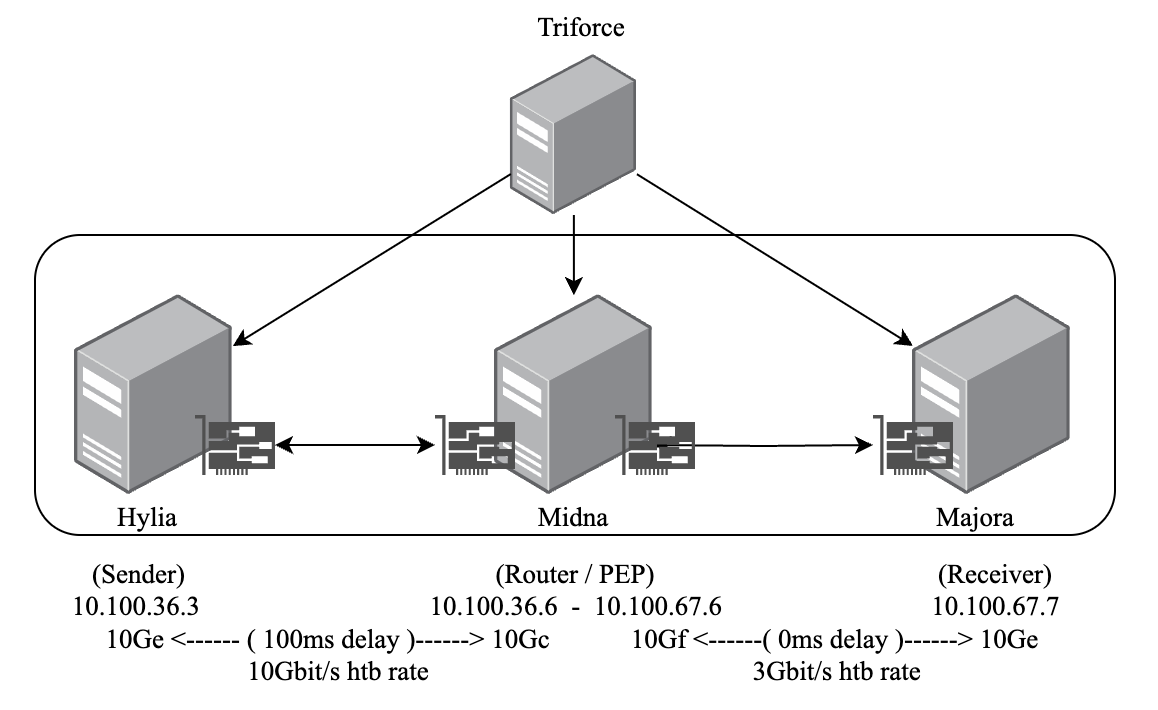 Triforce
Hylia Midna Majora
(Sender) (Router / PEP) (Receiver)
10.100.36.3 10.100.36.6 - 10.100.67.6 10.100.67.7
10Ge <------ ( 100ms delay )------> 10Gc 10Gf <------( 0ms delay )------> 10Ge
10Gbit/s htb rate 3Gbit/s htb rate